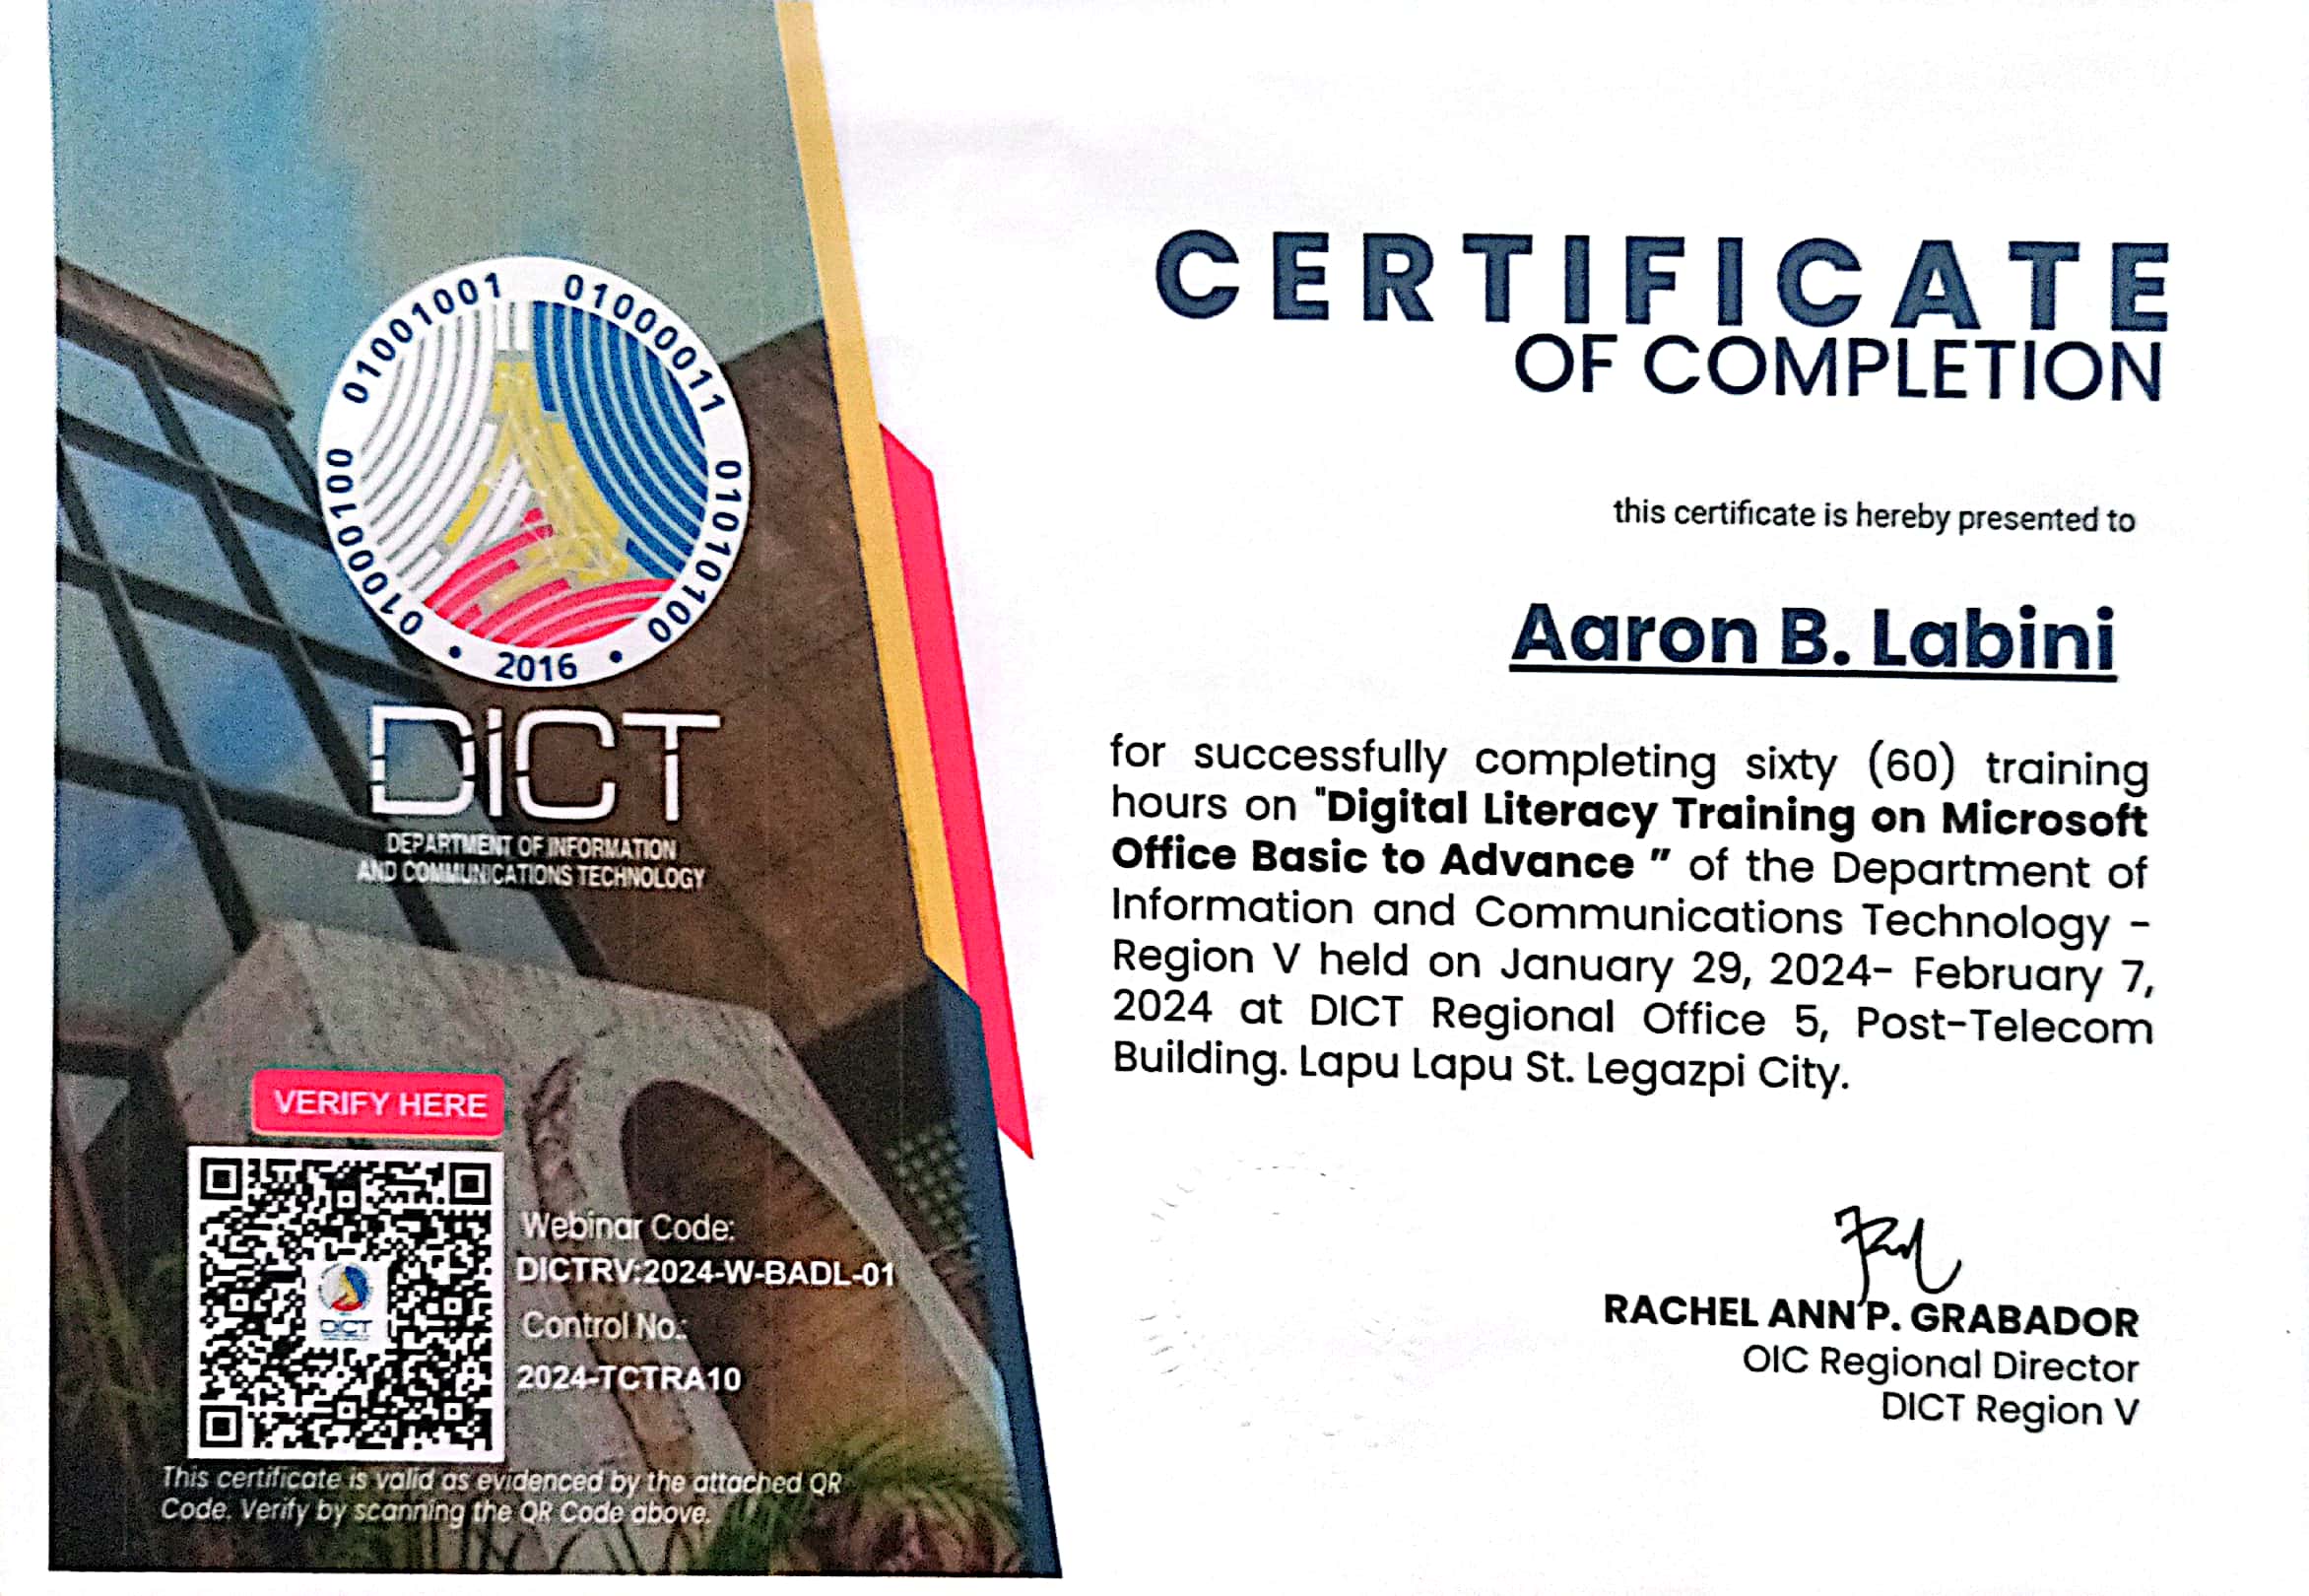 01001001 01000011
01000100 01010100
• 2016 •
DiCT
DEPARTMENT OF INFORMATION
AND COMMUNICATIONS TECHNOLOGY
VERIFY HERE
DICT
Webinar Code:
DICTRV:2024-W-BADL-01
Control No.:
2024-TCTRA10
This certificate is valid as evidenced by the attached QR
Code. Verify by scanning the QR Code above.
CERTIFICATE
OF COMPLETION
this certificate is hereby presented to
Aaron B. Labini
for successfully completing sixty (60) training
hours on "Digital Literacy Training on Microsoft
Office Basic to Advance " of the Department of
Information and Communications Technology -
Region V held on January 29, 2024- February 7,
2024 at DICT Regional Office 5, Post-Telecom
Building. Lapu Lapu St. Legazpi City.
RACHEL ANN P. GRABADOR
OIC Regional Director
DICT Region V